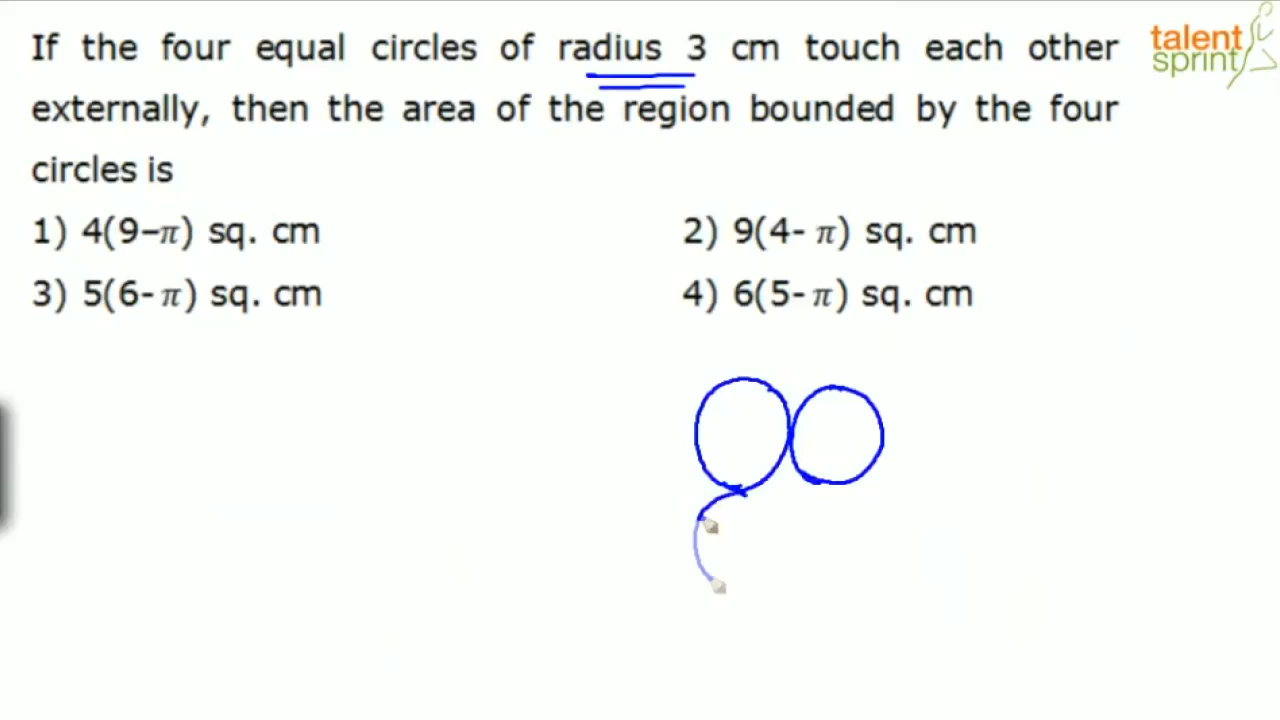 If the four equal circles of radius 3 cm touch each other
externally, then the area of the region bounded by the four
circles is
1) 4(9–π) sq. cm 2) 9(4- π) sq. cm
3) 5(6-π) sq. cm 4) 6(5-π) sq. cm
talent
sprint